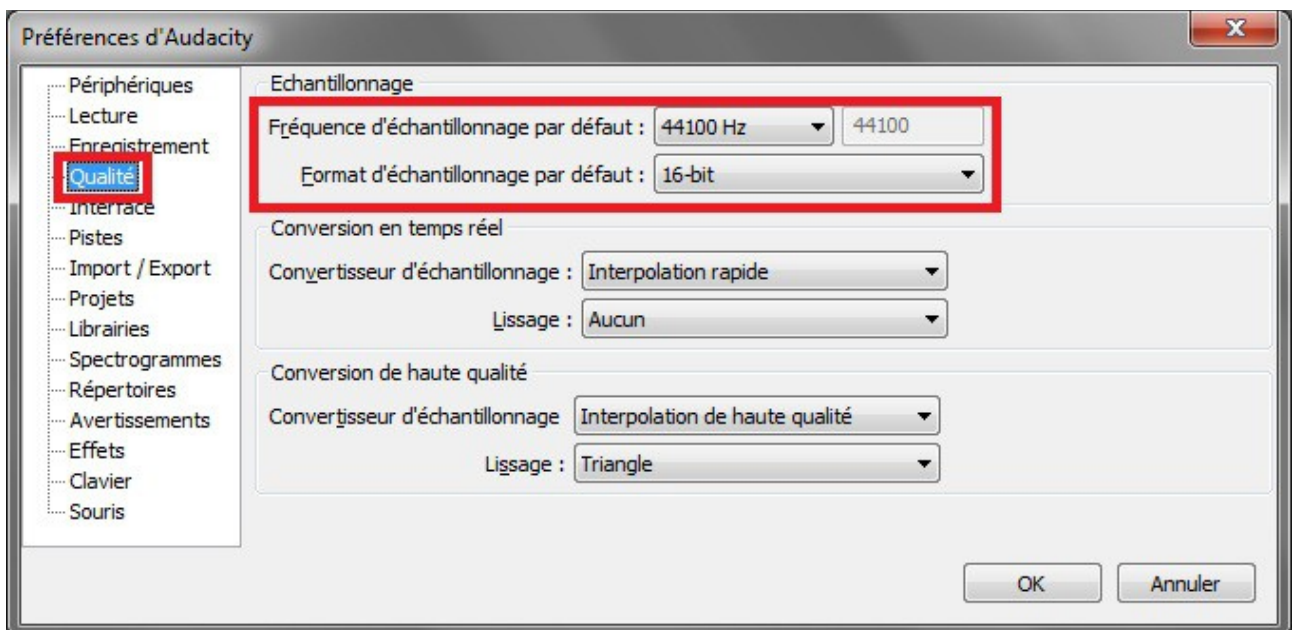 Préférences d'Audacity
Périphériques
Lecture
Enregistrement
Qualité
Interface
Pistes
Import / Export
Projets
Librairies
Spectrogrammes
Répertoires
Avertissements
Effets
Clavier
Souris
Echantillonnage
Fréquence d'échantillonnage par défaut : 44100 Hz 44100
Format d'échantillonnage par défaut : 16-bit
Conversion en temps réel
Convertisseur d'échantillonnage : Interpolation rapide
Lissage : Aucun
Conversion de haute qualité
Convertisseur d'échantillonnage Interpolation de haute qualité
Lissage : Triangle
OK Annuler